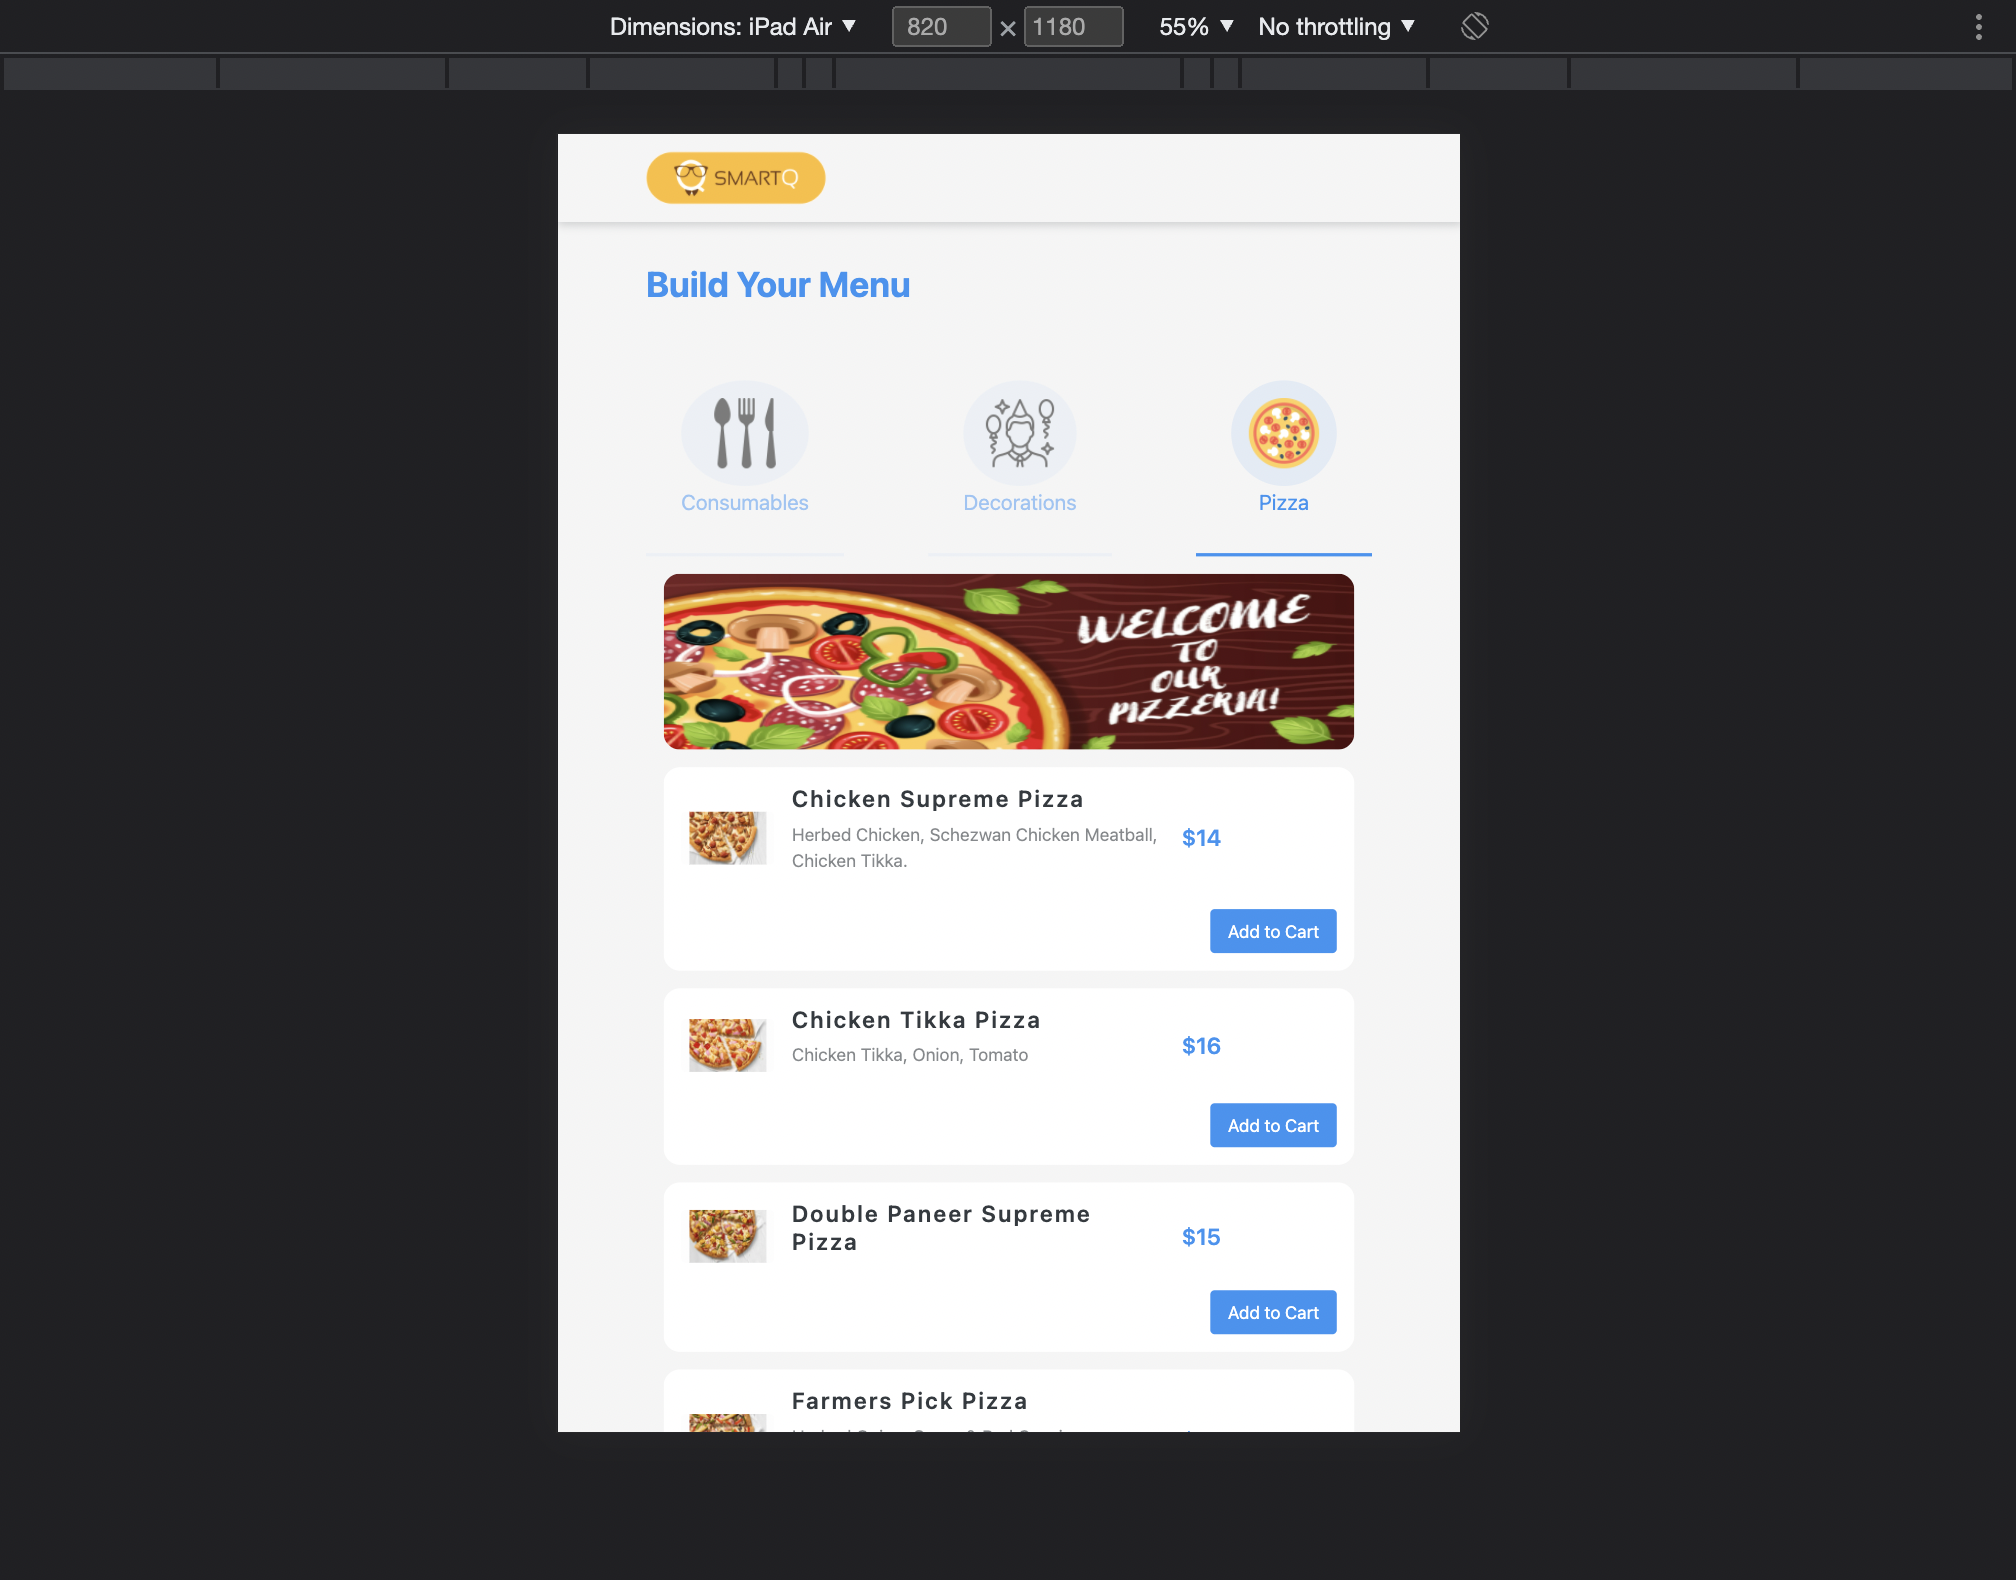 Dimensions: iPad Air 820 × 1180 55% No throttling
SMARTQ
Build Your Menu
Consumables Decorations Pizza
WELCOME
TO
OUR
PIZZERIA!
Chicken Supreme Pizza
Herbed Chicken, Schezwan Chicken Meatball,
Chicken Tikka.
$14
Add to Cart
Chicken Tikka Pizza
Chicken Tikka, Onion, Tomato
$16
Add to Cart
Double Paneer Supreme
Pizza
$15
Add to Cart
Farmers Pick Pizza